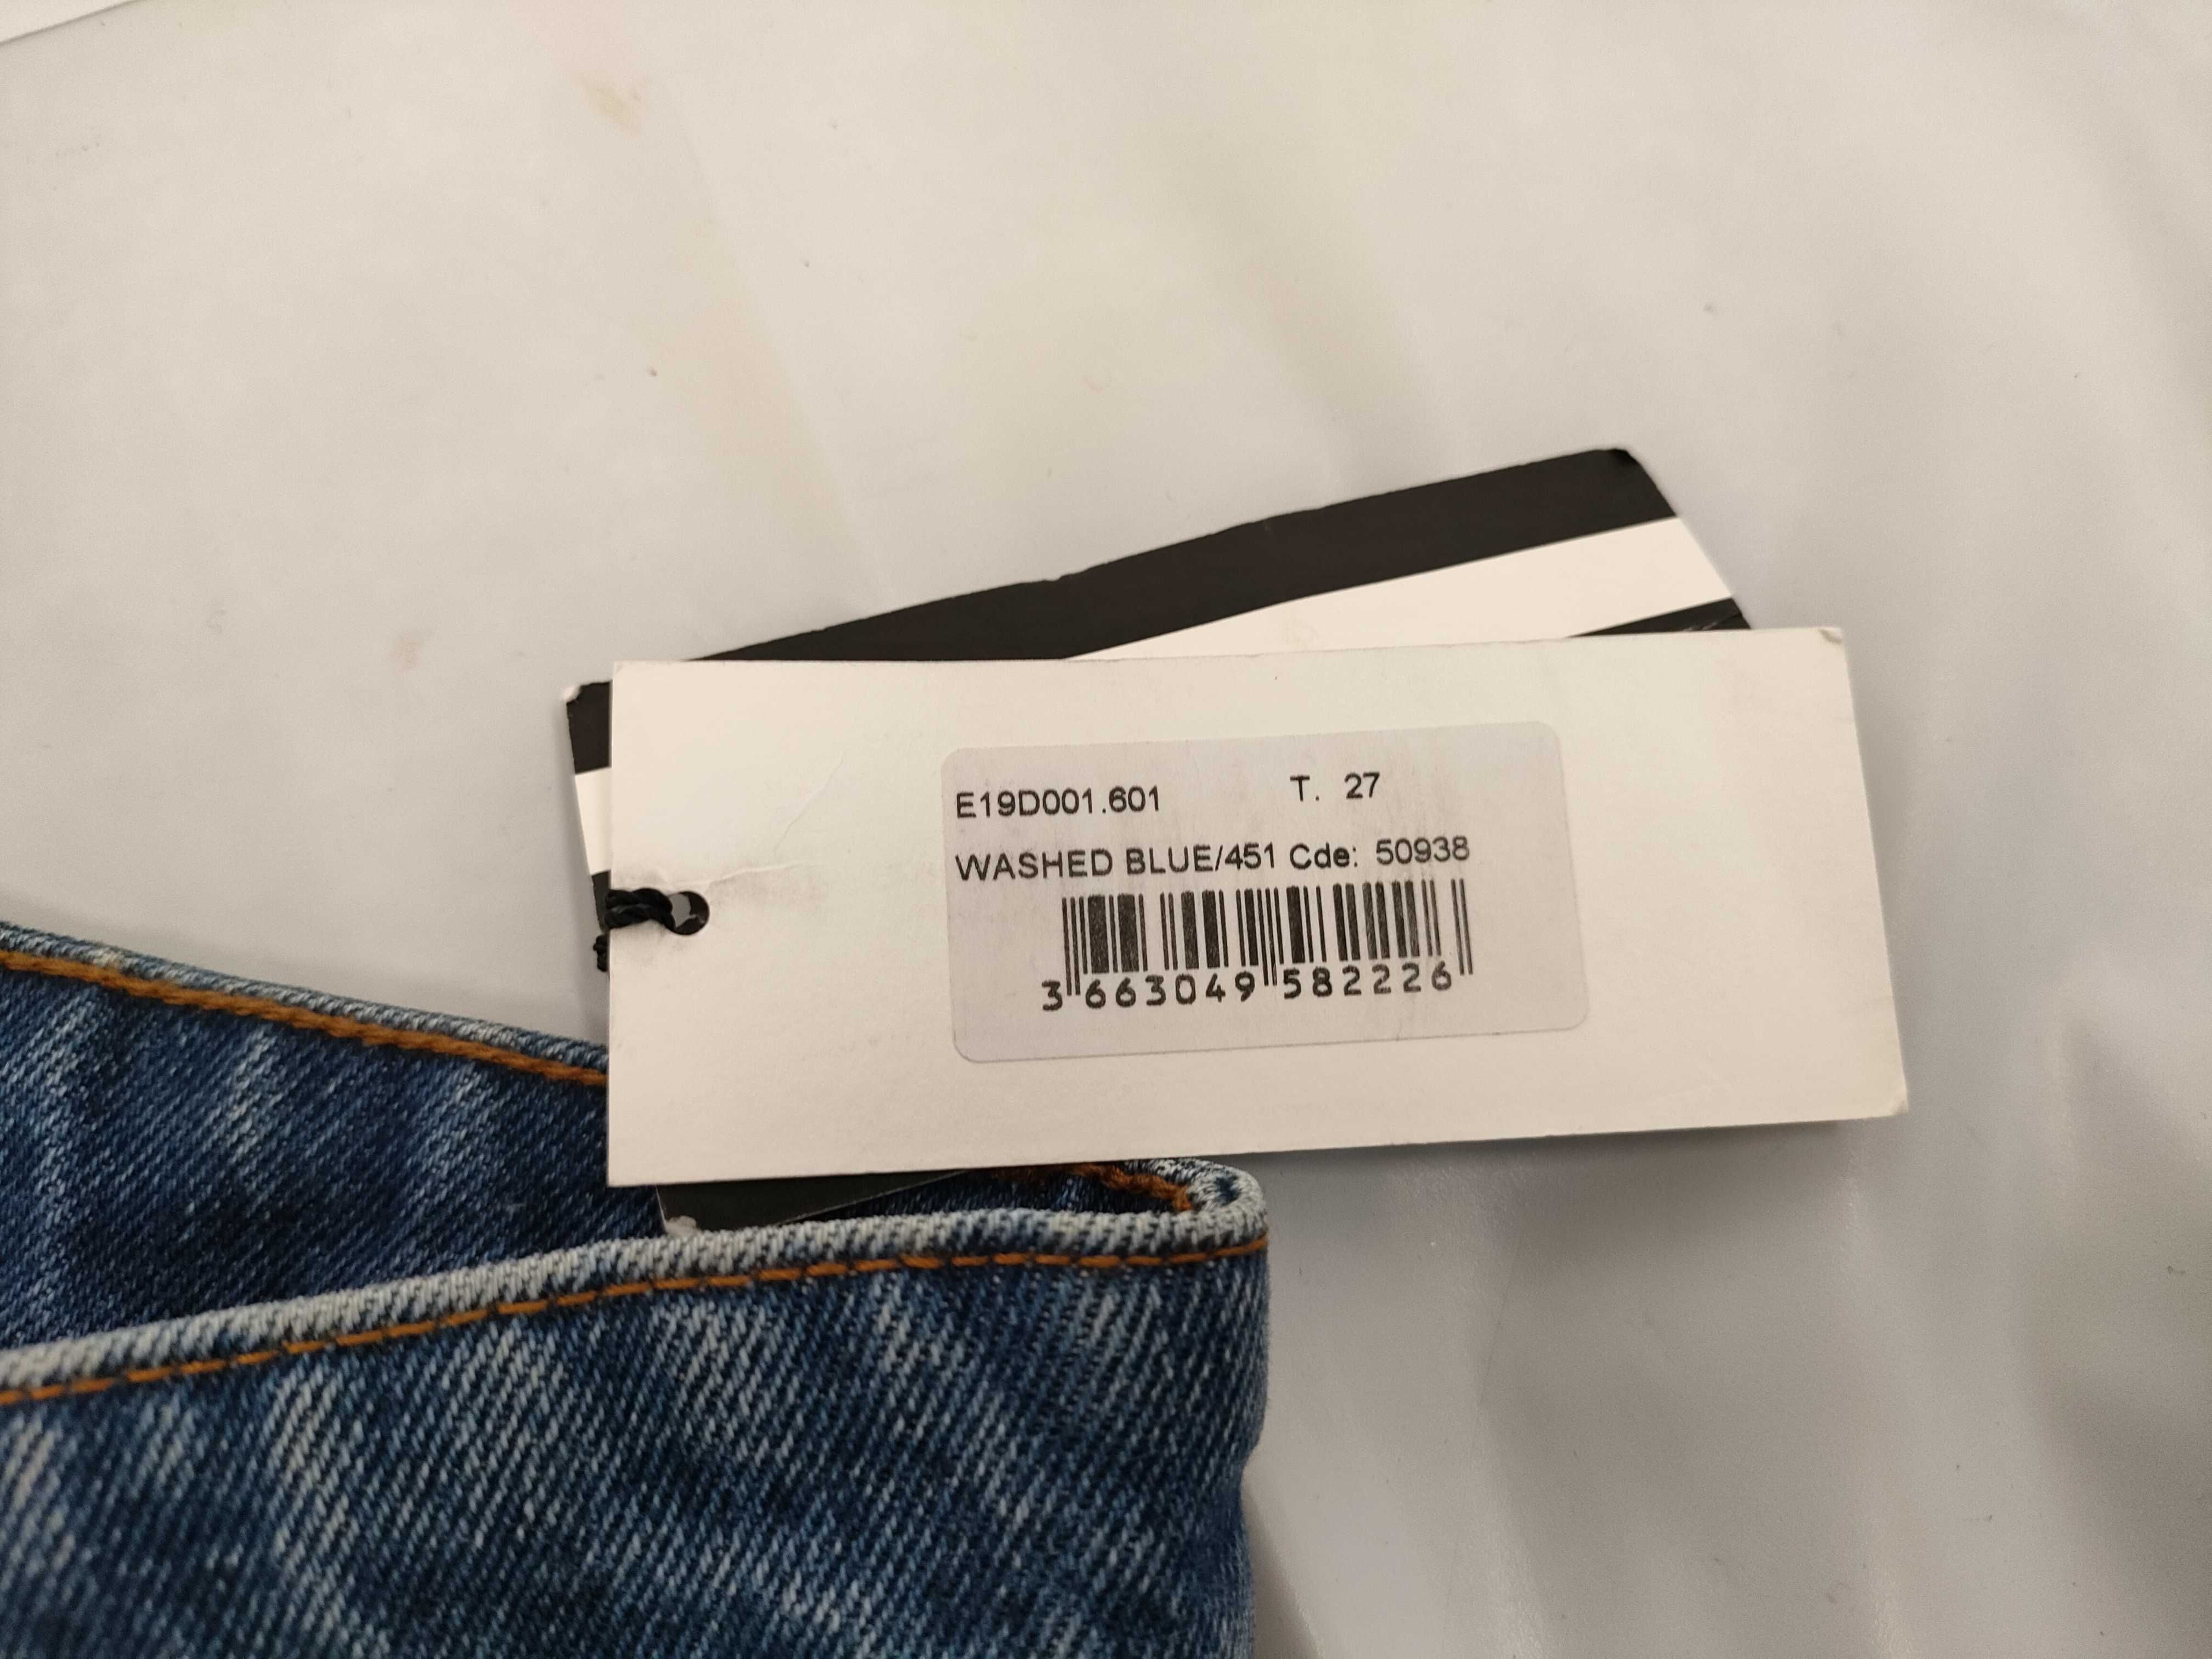 E19D001.601 T. 27
WASHED BLUE/451 Cde: 50938
3 663049 582226